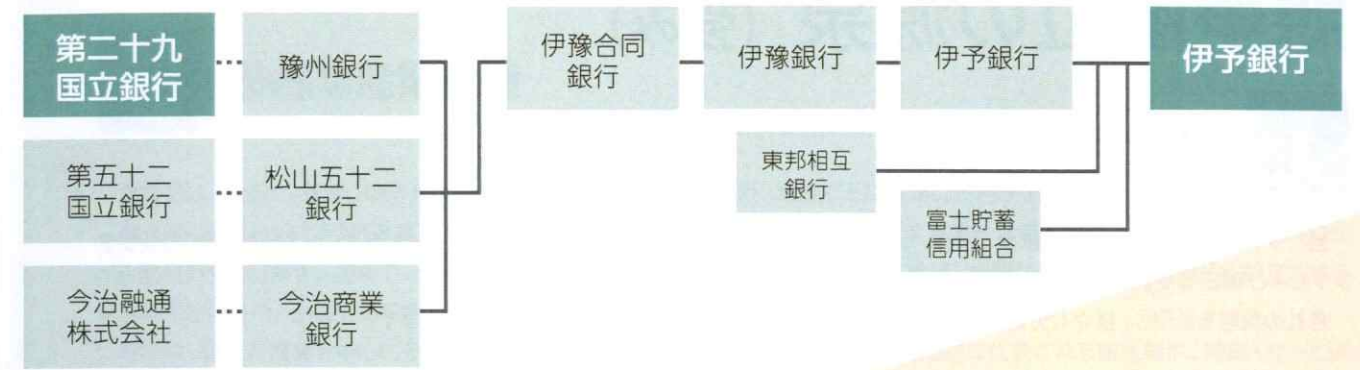 第二十九
国立銀行
豫州銀行
伊豫合同
銀行
伊豫銀行
伊予銀行
伊予銀行
第五十二
国立銀行
松山五十二
銀行
東邦相互
銀行
富士貯蓄
信用組合
今治融通
株式会社
今治商業
銀行